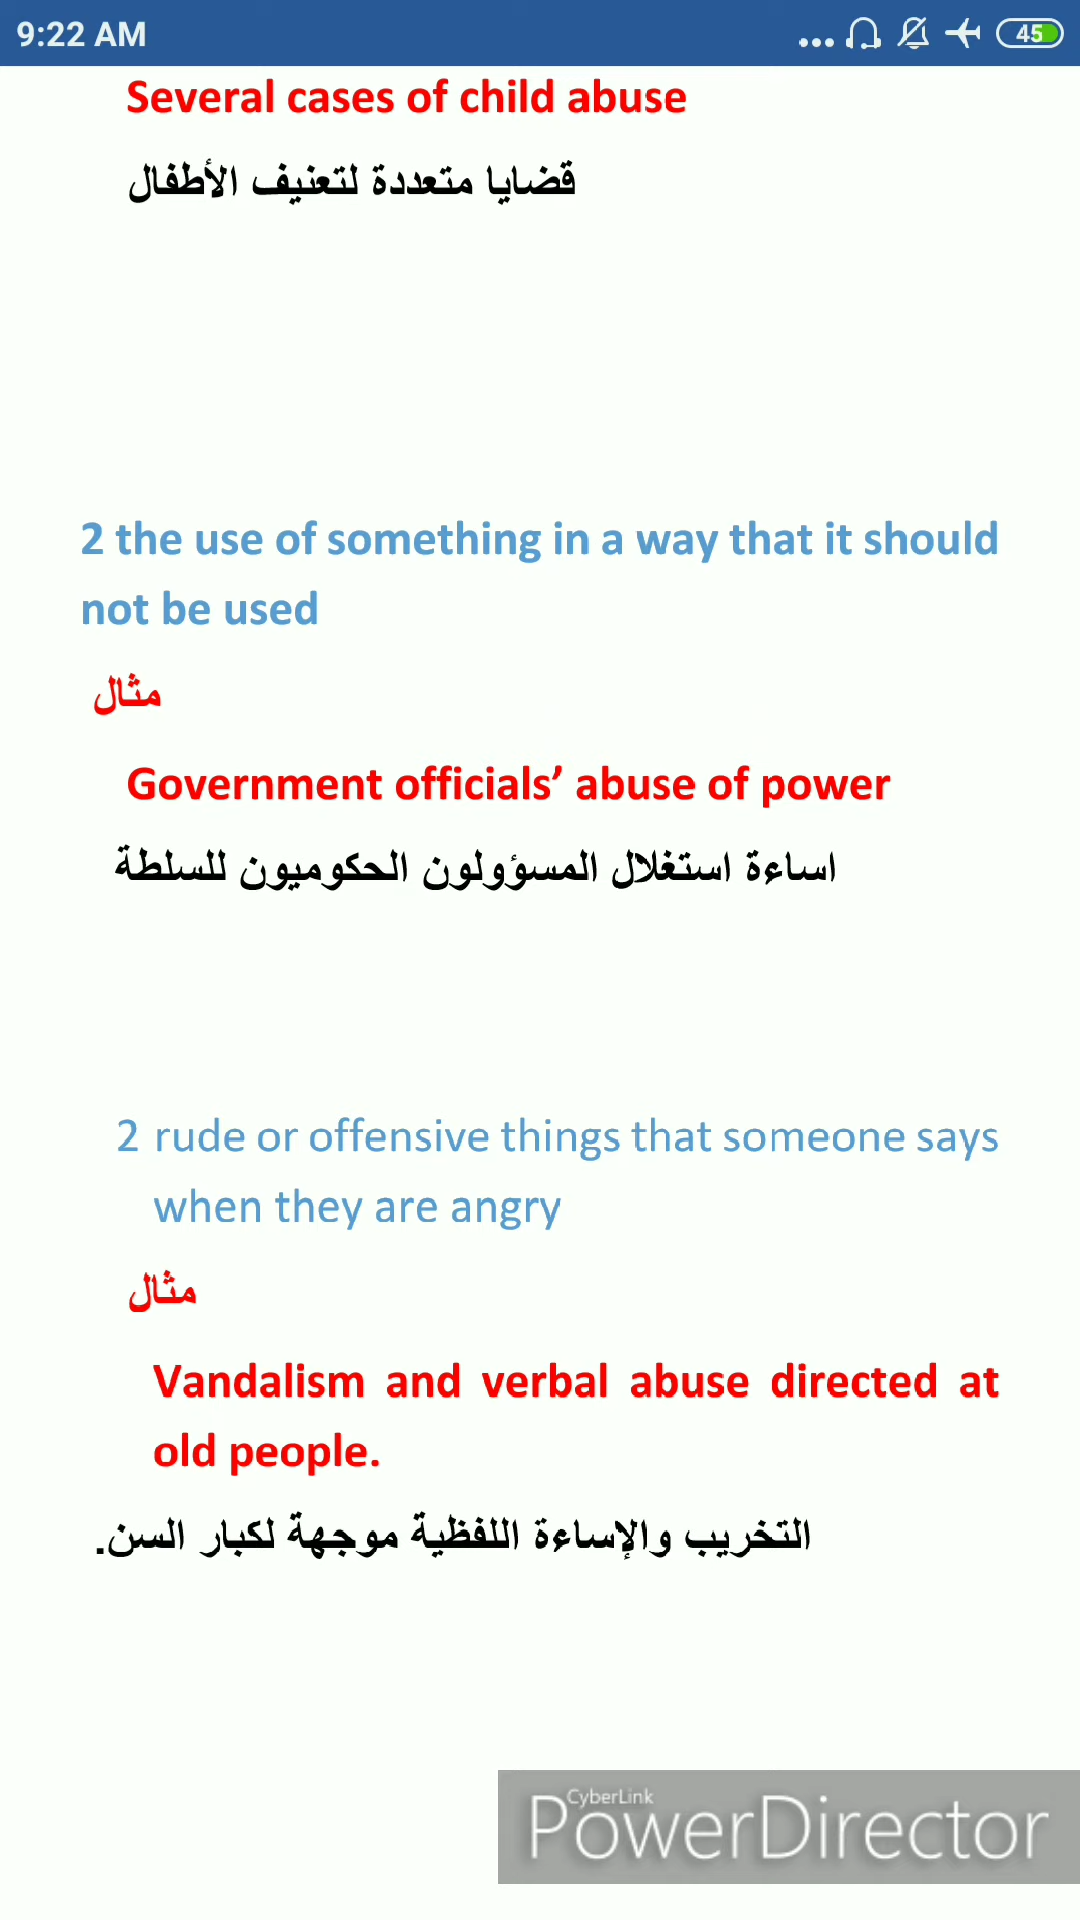 9:22 AM
45
Several cases of child abuse
قضايا متعددة لتعنيف الأطفال
2 the use of something in a way that it should
not be used
مثال
Government officials’ abuse of power
اساءة استغلال المسؤولون الحكوميون للسلطة
2 rude or offensive things that someone says
when they are angry
مثال
Vandalism and verbal abuse directed at
old people.
التخريب والإساءة اللفظية موجهة لكبار السن.
CyberLink
PowerDirector